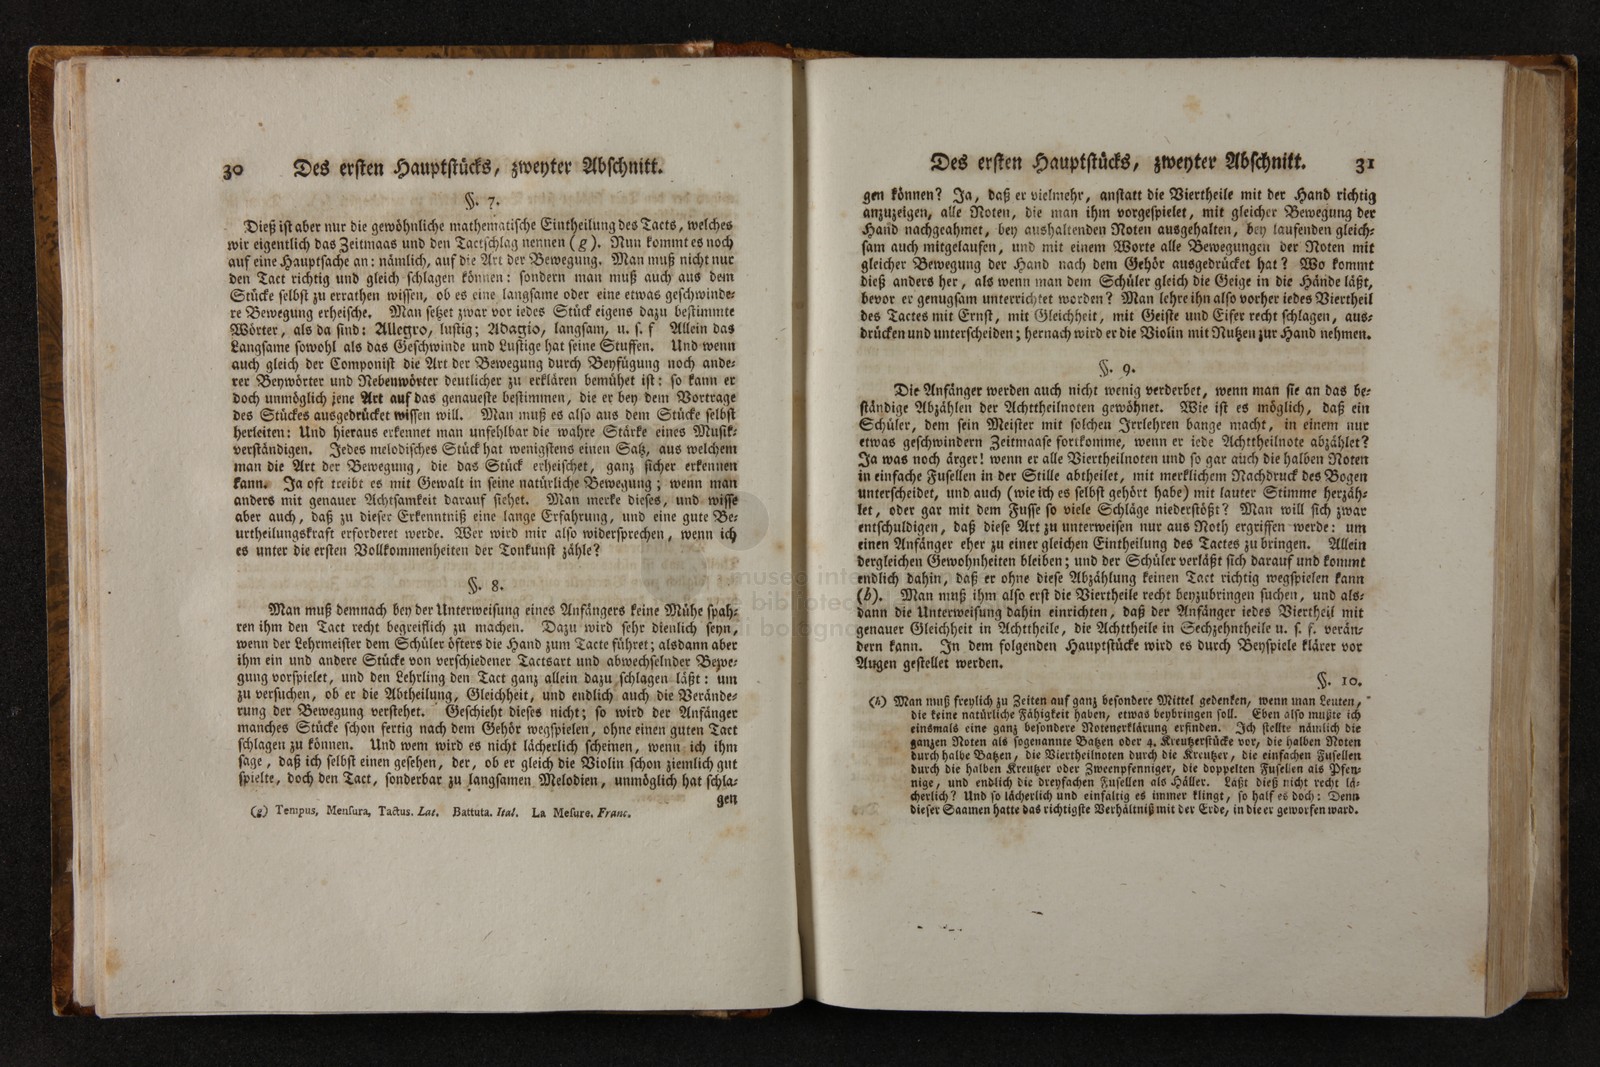 30 Des ersten Hauptstücks, zweyter Abschnitt.
§. 7.
Dieß ist aber nur die gewöhnliche mathematische Eintheilung des Tacts, welches
wir eigentlich das Zeitmaas und den Tactschlag nennen (g). Nun kommt es noch
auf eine Hauptsache an: nämlich, auf die Art der Bewegung. Man muß nicht nur
den Tact richtig und gleich schlagen können: sondern man muß auch aus dem
Stücke selbst zu errathen wissen, ob es eine langsame oder eine etwas geschwinde=
re Bewegung erheische. Man setzet zwar vor iedes Stück eigens dazu bestimmte
Wörter, als da sind: Allegro, lustig; Adagio, langsam, u. s. f Allein das
Langsame sowohl als das Geschwinde und Lustige hat seine Stuffen. Und wenn
auch gleich der Componist die Art der Bewegung durch Beyfügung noch ande=
rer Beywörter und Nebenwörter deutlicher zu erklären bemühet ist: so kann er
doch unmöglich jene Art auf das genaueste bestimmen, die er bey dem Vortrage
des Stückes ausgedrücket wissen will. Man muß es also aus dem Stücke selbst
herleiten: Und hieraus erkennet man unfehlbar die wahre Stärke eines Musik=
verständigen. Jedes melodisches Stück hat wenigstens einen Satz, aus welchem
man die Art der Bewegung, die das Stück erheischet, ganz sicher erkennen
kann. Ja oft treibt es mit Gewalt in seine natürliche Bewegung; wenn man
anders mit genauer Achtsamkeit darauf siehet. Man merke dieses, und wisse
aber auch, daß zu dieser Erkenntniß eine lange Erfahrung, und eine gute Be=
urtheilungskraft erforderet werde. Wer wird mir also widersprechen, wenn ich
es unter die ersten Vollkommenheiten der Tonkunst zähle?
§. 8.
Man muß demnach bey der Unterweisung eines Anfängers keine Mühe spah=
ren ihm den Tact recht begreiflich zu machen. Dazu wird sehr dienlich seyn,
wenn der Lehrmeister dem Schüler öfters die Hand zum Tacte führet; alsdann aber
ihm ein und andere Stücke von verschiedener Tactsart und abwechselnder Bewe=
gung vorspielet, und den Lehrling den Tact ganz allein dazu schlagen läßt: um
zu versuchen, ob er die Abtheilung, Gleichheit, und endlich auch die Verände=
rung der Bewegung verstehet. Geschieht dieses nicht; so wird der Anfänger
manches Stücke schon fertig nach dem Gehör wegspielen, ohne einen guten Tact
schlagen zu können. Und wem wird es nicht lächerlich scheinen, wenn ich ihm
sage, daß ich selbst einen gesehen, der, ob er gleich die Violin schon ziemlich gut
spielte, doch den Tact, sonderbar zu langsamen Melodien, unmöglich hat schla=
gen
(g) Tempus, Mensura, Tactus. Lat. Battuta. Ital. La Mesure. Franc.
Des ersten Hauptstücks, zweyter Abschnitt. 31
gen können? Ja, daß er vielmehr, anstatt die Viertheile mit der Hand richtig
anzuzeigen, alle Noten, die man ihm vorgespielet, mit gleicher Bewegung der
Hand nachgeahmet, bey aushaltenden Noten ausgehalten, bey laufenden gleich=
sam auch mitgelaufen, und mit einem Worte alle Bewegungen der Noten mit
gleicher Bewegung der Hand nach dem Gehör ausgedrücket hat? Wo kommt
dieß anders her, als wenn man dem Schüler gleich die Geige in die Hände läßt,
bevor er genugsam unterrichtet worden? Man lehre ihn also vorher iedes Viertheil
des Tactes mit Ernst, mit Gleichheit, mit Geiste und Eifer recht schlagen, aus=
drücken und unterscheiden; hernach wird er die Violin mit Nutzen zur Hand nehmen.
§. 9.
Die Anfänger werden auch nicht wenig verderbet, wenn man sie an das be=
ständige Abzählen der Achttheilnoten gewöhnet. Wie ist es möglich, daß ein
Schüler, dem sein Meister mit solchen Irrlehren bange macht, in einem nur
etwas geschwindern Zeitmaase fortkomme, wenn er iede Achttheilnote abzählet?
Ja was noch ärger! wenn er alle Viertheilnoten und so gar auch die halben Noten
in einfache Fusellen in der Stille abtheilet, mit merklichem Nachdruck des Bogen
unterscheidet, und auch (wie ich es selbst gehört habe) mit lauter Stimme herzäh=
let, oder gar mit dem Fusse so viele Schläge niederstößt? Man will sich zwar
entschuldigen, daß diese Art zu unterweisen nur aus Noth ergriffen werde: um
einen Anfänger eher zu einer gleichen Eintheilung des Tactes zu bringen. Allein
dergleichen Gewohnheiten bleiben; und der Schüler verläßt sich darauf und kommt
endlich dahin, daß er ohne diese Abzählung keinen Tact richtig wegspielen kann
(h). Man muß ihm also erst die Viertheile recht beyzubringen suchen, und als=
dann die Unterweisung dahin einrichten, daß der Anfänger iedes Viertheil mit
genauer Gleichheit in Achttheile, die Achttheile in Sechzehntheile u. s. f. verän=
dern kann. In dem folgenden Hauptstücke wird es durch Beyspiele klärer vor
Augen gestellet werden.
§. 10.
(h) Man muß freylich zu Zeiten auf ganz besondere Mittel gedenken, wenn man Leuten,
die keine natürliche Fähigkeit haben, etwas beybringen soll. Eben also mußte ich
einsmals eine ganz besondere Notenerklärung erfinden. Ich stellte nämlich die
ganzen Noten als sogenannte Batzen oder 4. Kreutzerstücke vor, die halben Noten
durch halbe Batzen, die Viertheilnoten durch die Kreutzer, die einfachen Fusellen
durch die halben Kreutzer oder Zweenpfenniger, die doppelten Fusellen als Pfen=
nige, und endlich die dreyfachen Fusellen als Häller. Läßt dieß nicht recht lä=
cherlich? Und so lächerlich und einfältig es immer klingt, so half es doch: Denn
dieser Saamen hatte das richtigste Verhältniß mit der Erde, in die er geworfen ward.
museo inte
biblioteca
di bologna